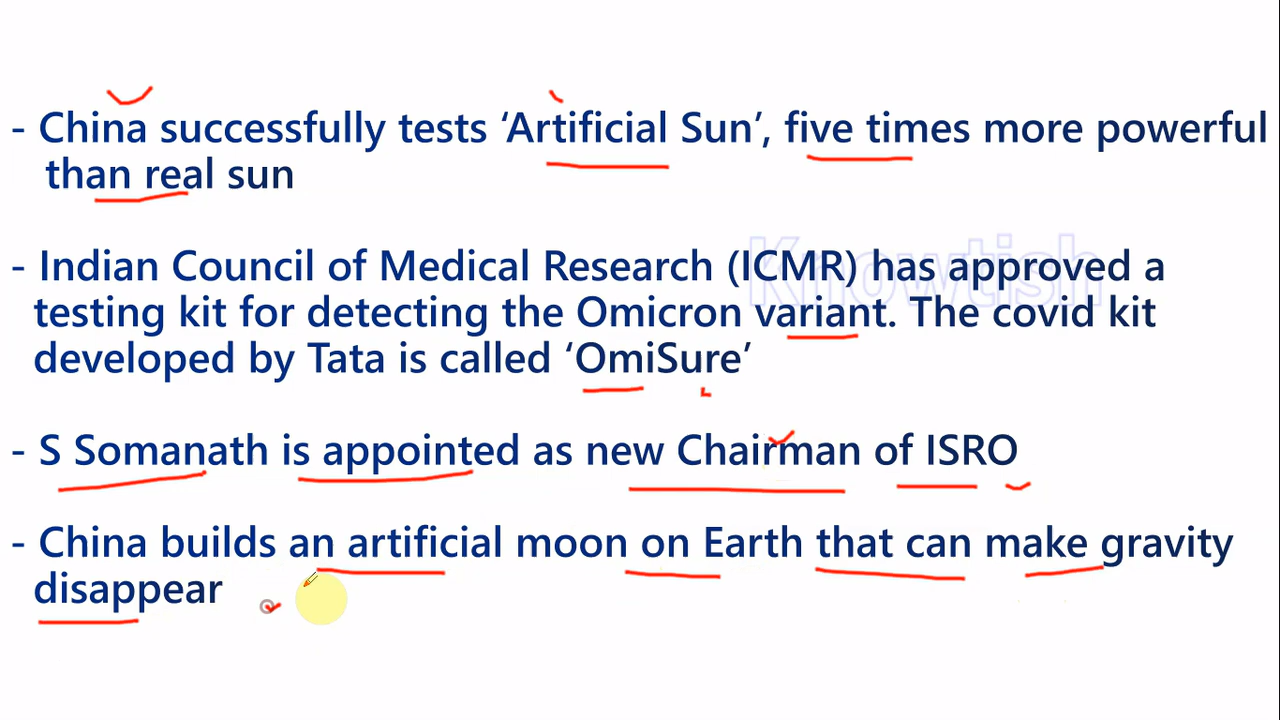 - China successfully tests ‘Artificial Sun’, five times more powerful
than real sun
- Indian Council of Medical Research (ICMR) has approved a
testing kit for detecting the Omicron variant. The covid kit
developed by Tata is called ‘OmiSure’
- S Somanath is appointed as new Chairman of ISRO
- China builds an artificial moon on Earth that can make gravity
disappear
Knowtish